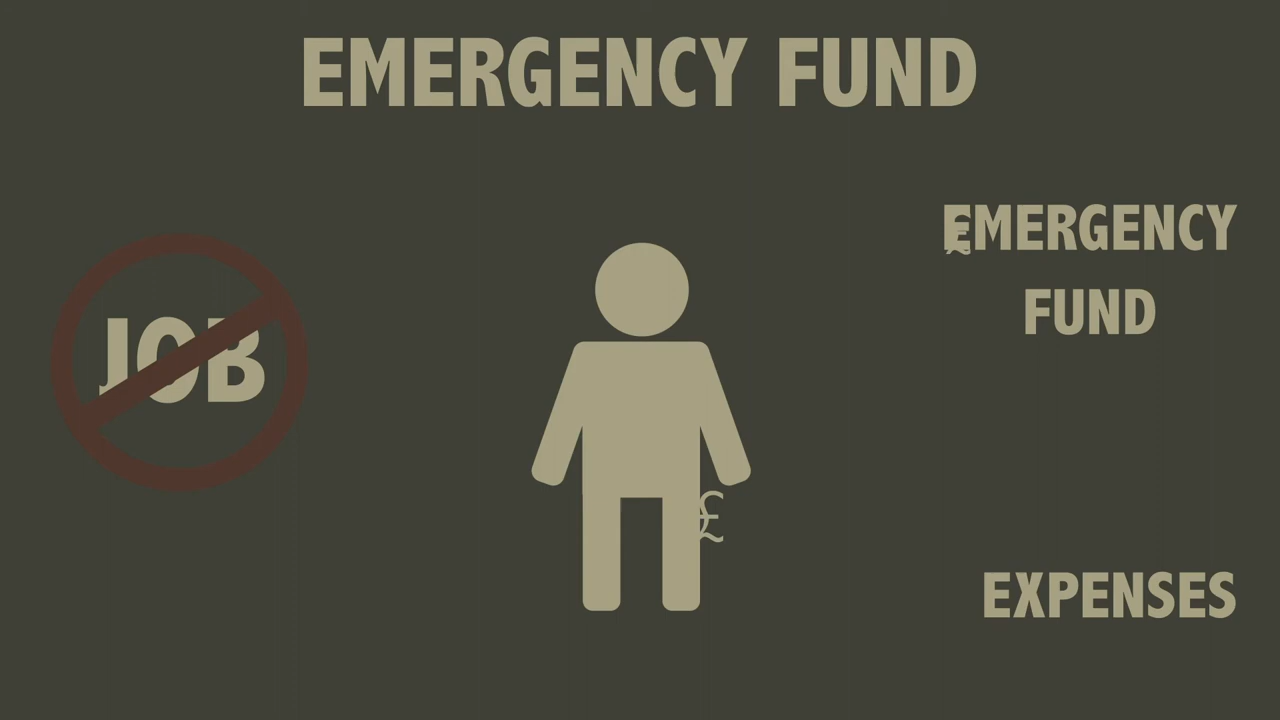 EMERGENCY FUND
JOB
EMERGENCY
FUND
£
£
EXPENSES